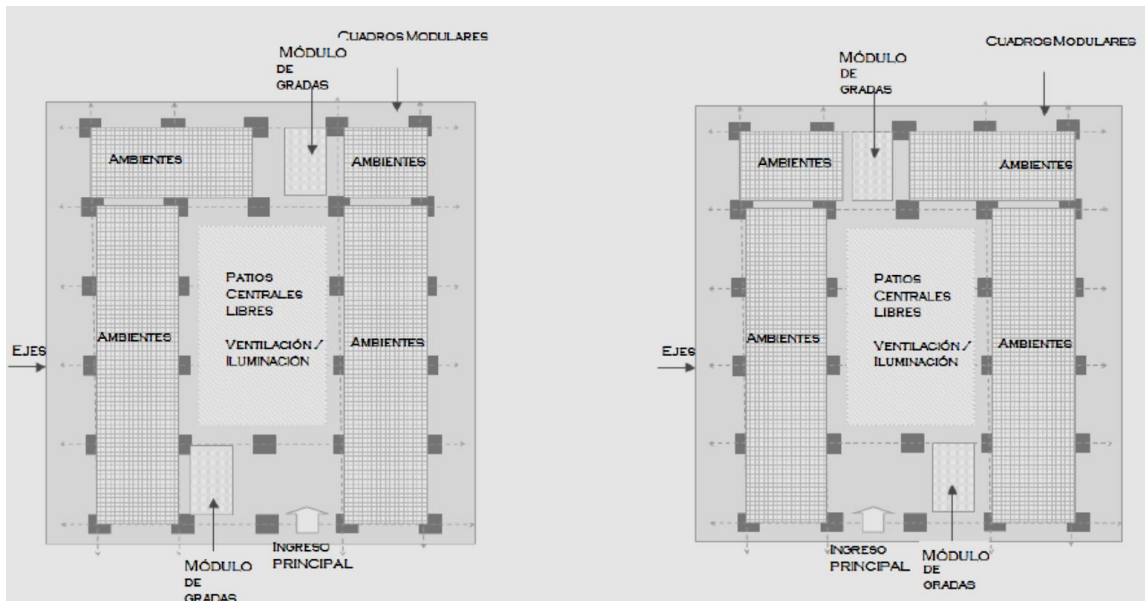 CUADROS MODULARES
MÓDULO
DE
GRADAS
AMBIENTES
AMBIENTES
PATIOS
CENTRALES
LIBRES
VENTILACIÓN /
ILUMINACIÓN
AMBIENTES
AMBIENTES
EJES
INGRESO
PRINCIPAL
MÓDULO
DE
GRADAS
CUADROS MODULARES
MÓDULO
DE
GRADAS
AMBIENTES
AMBIENTES
PATIOS
CENTRALES
LIBRES
VENTILACIÓN /
ILUMINACIÓN
AMBIENTES
AMBIENTES
EJES
INGRESO
PRINCIPAL
MÓDULO
DE
GRADAS